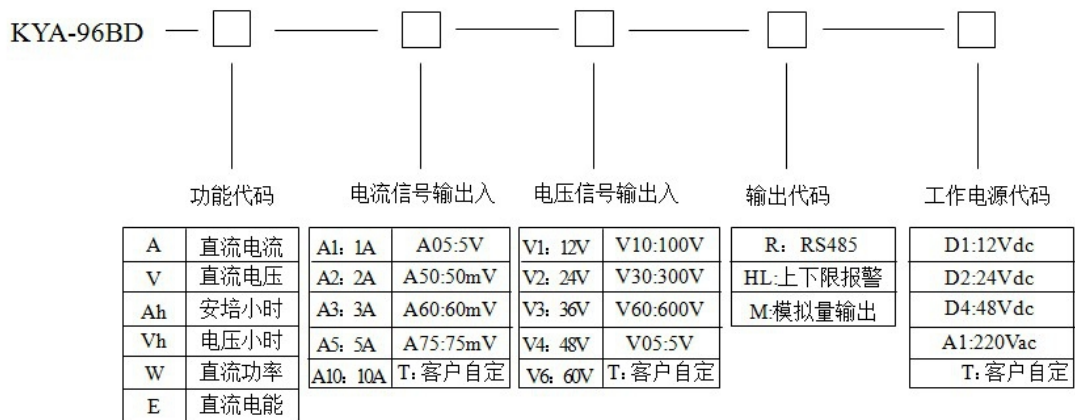 KYA-96BD
功能代码 电流信号输出入 电压信号输出入 输出代码 工作电源代码
A 直流电流 A1: 1A A05:5V V1: 12V V10:100V R: RS485 D1:12Vdc
V 直流电压 A2: 2A A50:50mV V2: 24V V30:300V HL:上下限报警 D2:24Vdc
Ah 安培小时 A3: 3A A60:60mV V3: 36V V60:600V M:模拟量输出 D4:48Vdc
Vh 电压小时 A5: 5A A75:75mV V4: 48V V05:5V A1:220Vac
W 直流功率 A10: 10A T:客户自定 V6: 60V T:客户自定 T:客户自定
E 直流电能